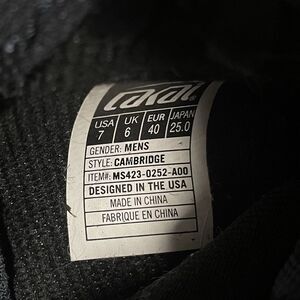 Lakai
USA UK EUR JAPAN
7 6 40 25.0
GENDER: MENS
STYLE: CAMBRIDGE
ITEM#: MS423-0252-A00
DESIGNED IN THE USA
MADE IN CHINA
FABRIQUE EN CHINA